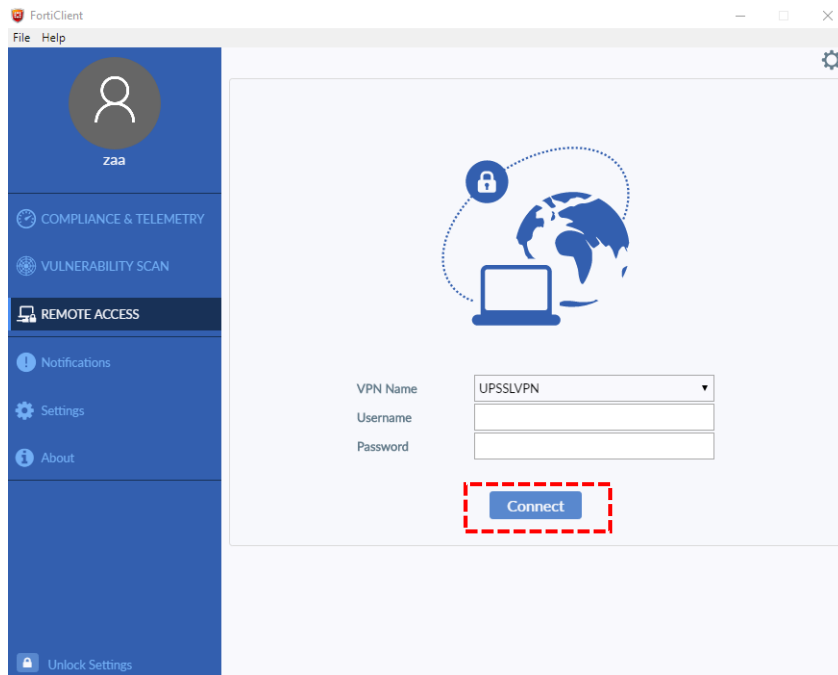 FortiClient
File Help
zaa
COMPLIANCE & TELEMETRY
VULNERABILITY SCAN
REMOTE ACCESS
Notifications
Settings
About
Unlock Settings
VPN Name UPSSLVPN
Username
Password
Connect